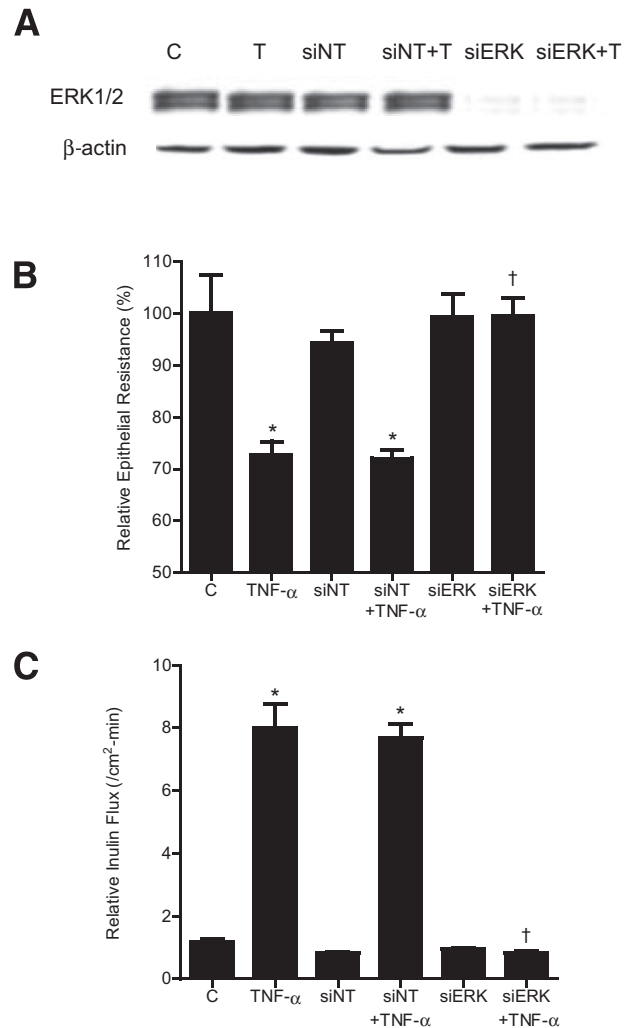 A
C T siNT siNT+T siERK siERK+T
ERK1/2
β-actin
B
Relative Epithelial Resistance (%)
110
100
90
80
70
60
50
*
*
†
C TNF-α siNT siNT siERK siERK
+TNF-α +TNF-α
C
Relative Inulin Flux (/cm²-min)
10
8
6
4
2
0
*
*
†
C TNF-α siNT siNT siERK siERK
+TNF-α +TNF-α